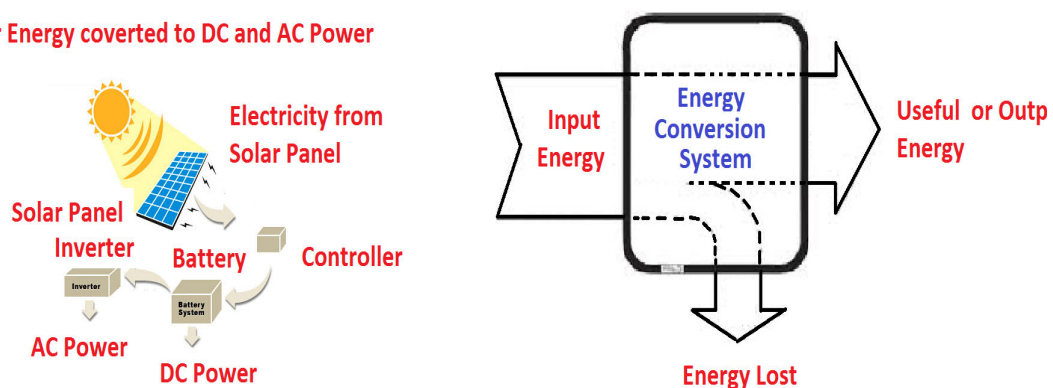 Energy coverted to DC and AC Power
Electricity from
Solar Panel
Solar Panel
Inverter
Battery
Controller
Inverter
Battery
System
AC Power
DC Power
Input
Energy
Energy
Conversion
System
Useful or Outp
Energy
Energy Lost